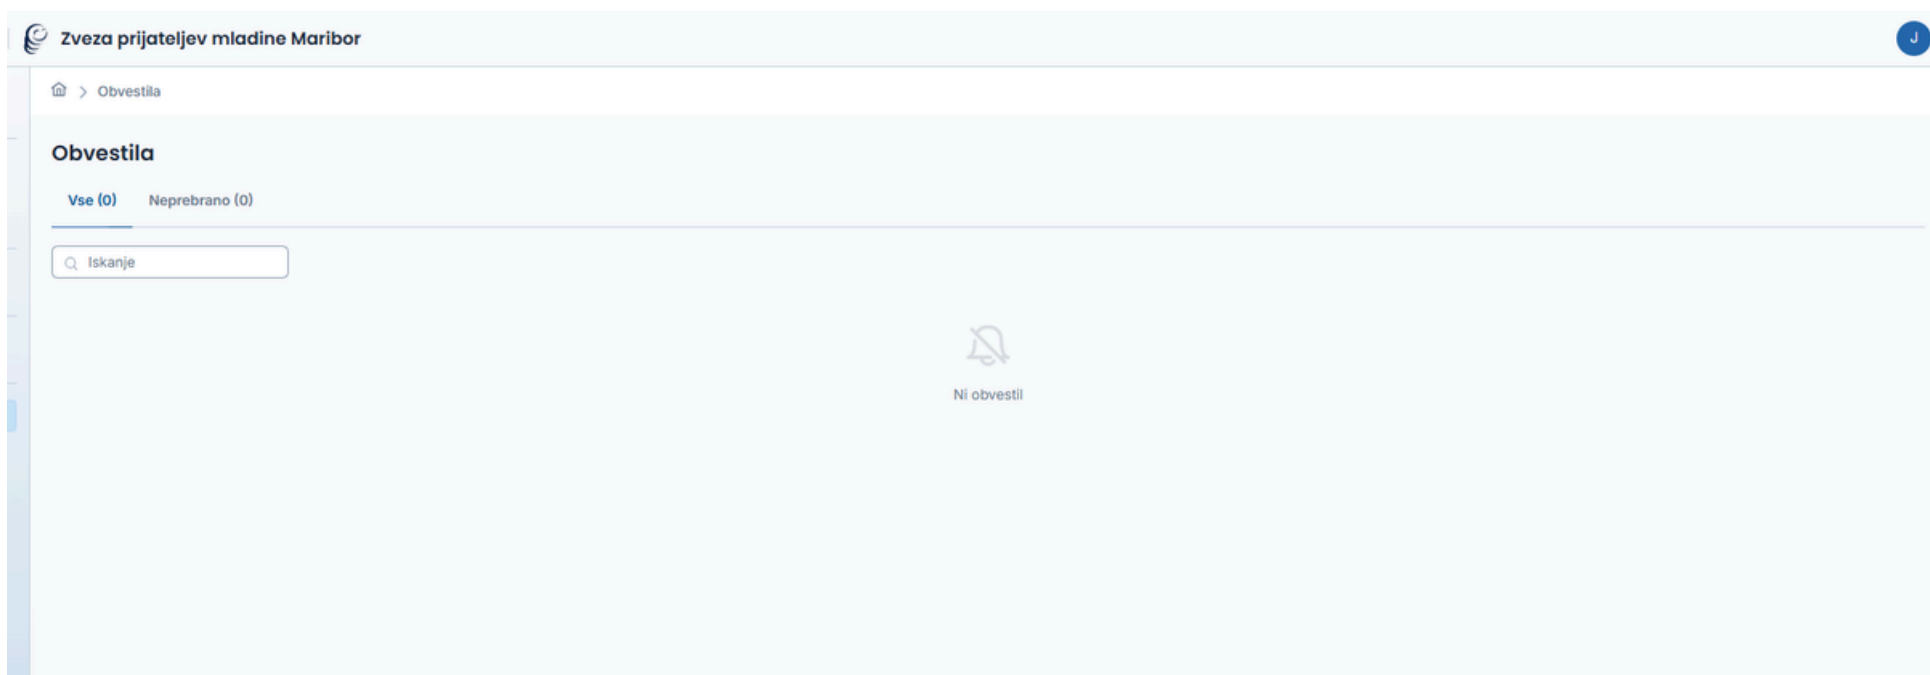 Zveza prijateljev mladine Maribor
J
Obvestila
Obvestila
Vse (0) Neprebrano (0)
Iskanje
Ni obvestil